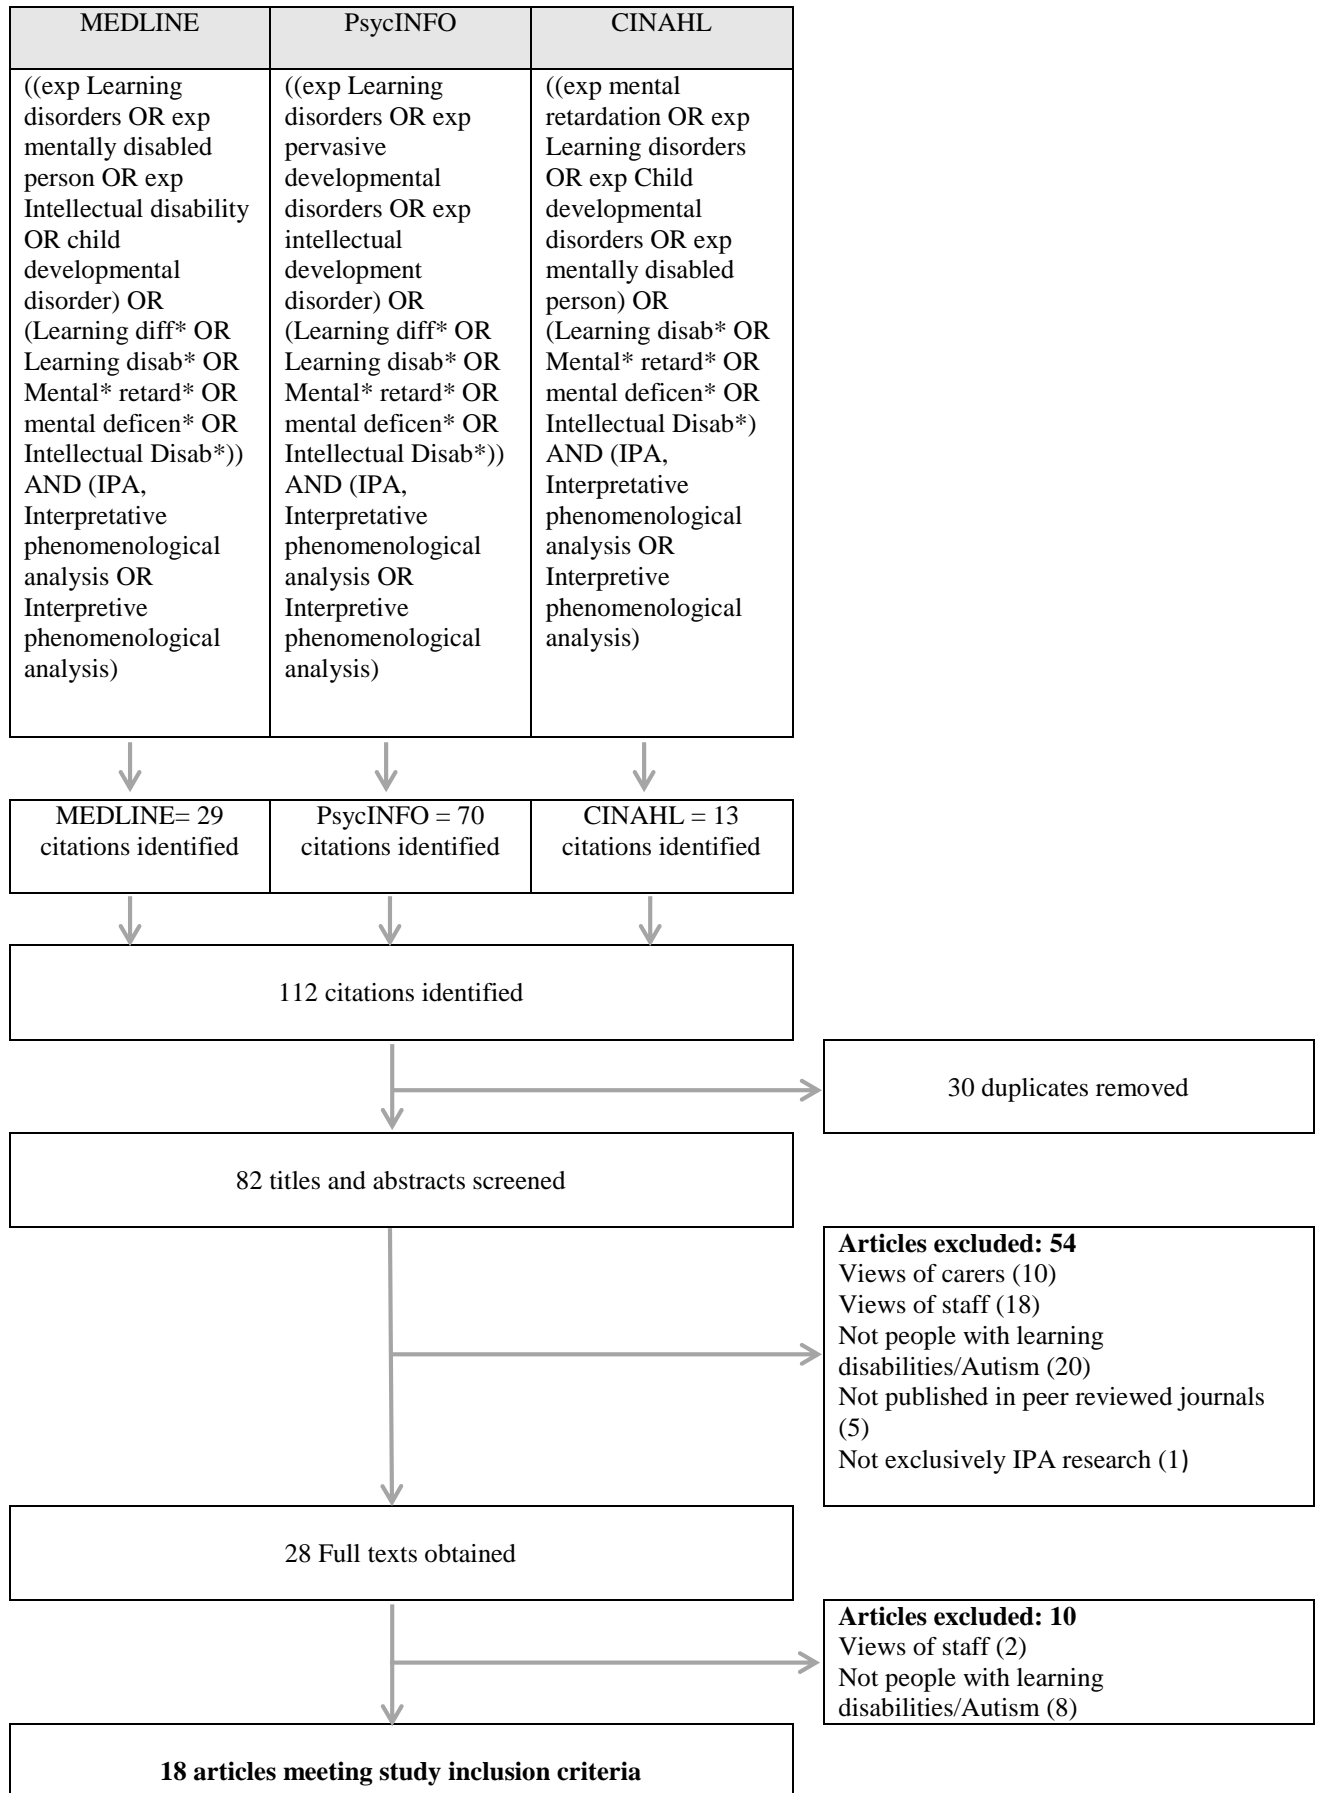 MEDLINE
PsycINFO
CINAHL
((exp Learning
disorders OR exp
mentally disabled
person OR exp
Intellectual disability
OR child
developmental
disorder) OR
(Learning diff* OR
Learning disab* OR
Mental* retard* OR
mental deficen* OR
Intellectual Disab*))
AND (IPA,
Interpretative
phenomenological
analysis OR
Interpretive
phenomenological
analysis)
((exp Learning
disorders OR exp
pervasive
developmental
disorders OR exp
intellectual
development
disorder) OR
(Learning diff* OR
Learning disab* OR
Mental* retard* OR
mental deficen* OR
Intellectual Disab*))
AND (IPA,
Interpretative
phenomenological
analysis OR
Interpretive
phenomenological
analysis)
((exp mental
retardation OR exp
Learning disorders
OR exp Child
developmental
disorders OR exp
mentally disabled
person) OR
(Learning disab* OR
Mental* retard* OR
mental deficen* OR
Intellectual Disab*)
AND (IPA,
Interpretative
phenomenological
analysis OR
Interpretive
phenomenological
analysis)
MEDLINE= 29
citations identified
PsycINFO = 70
citations identified
CINAHL = 13
citations identified
112 citations identified
30 duplicates removed
82 titles and abstracts screened
Articles excluded: 54
Views of carers (10)
Views of staff (18)
Not people with learning
disabilities/Autism (20)
Not published in peer reviewed journals
(5)
Not exclusively IPA research (1)
28 Full texts obtained
Articles excluded: 10
Views of staff (2)
Not people with learning
disabilities/Autism (8)
18 articles meeting study inclusion criteria